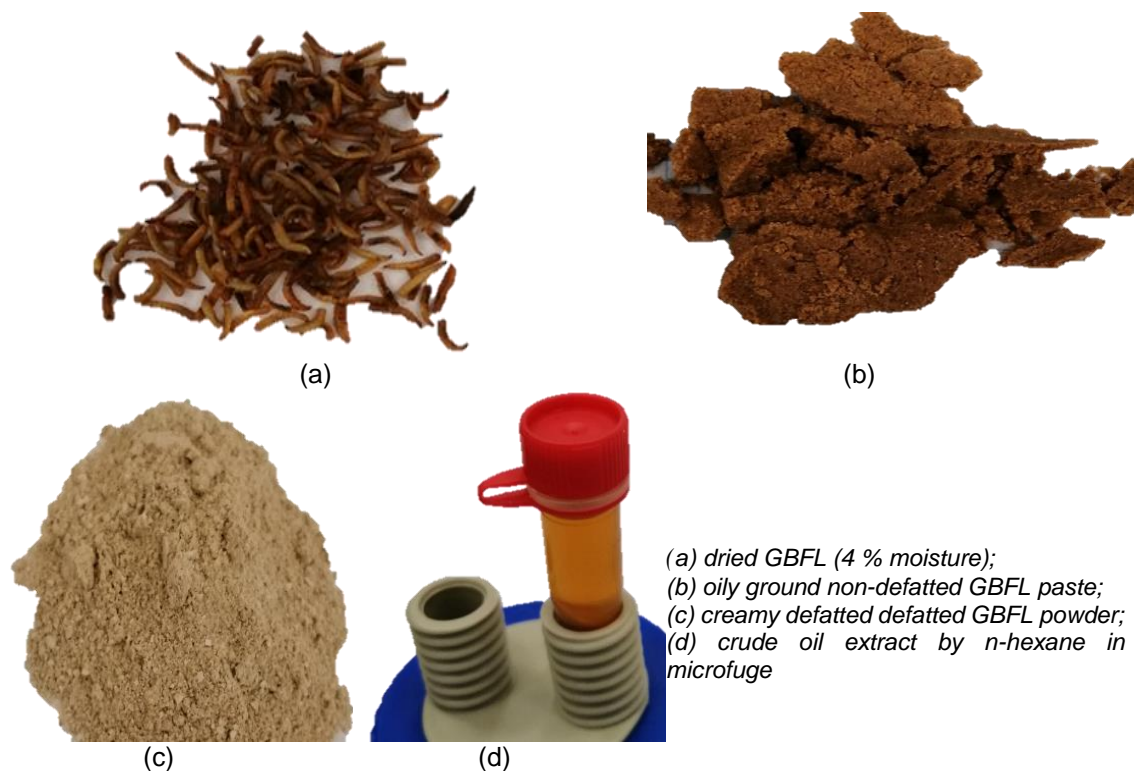 (a)
(b)
(a) dried GBFL (4 % moisture);
(b) oily ground non-defatted GBFL paste;
(c) creamy defatted defatted GBFL powder;
(d) crude oil extract by n-hexane in
microfuge
(c)
(d)